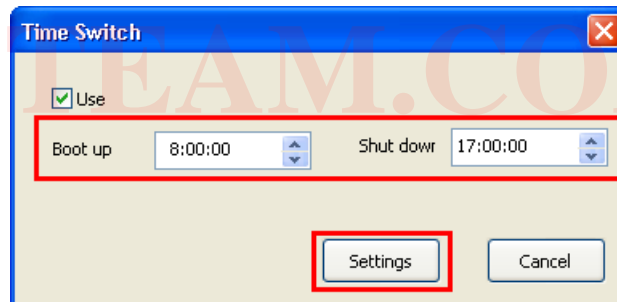 Time Switch
TEAM.CO
Use
Boot up 8:00:00 Shut dowr 17:00:00
Settings Cancel